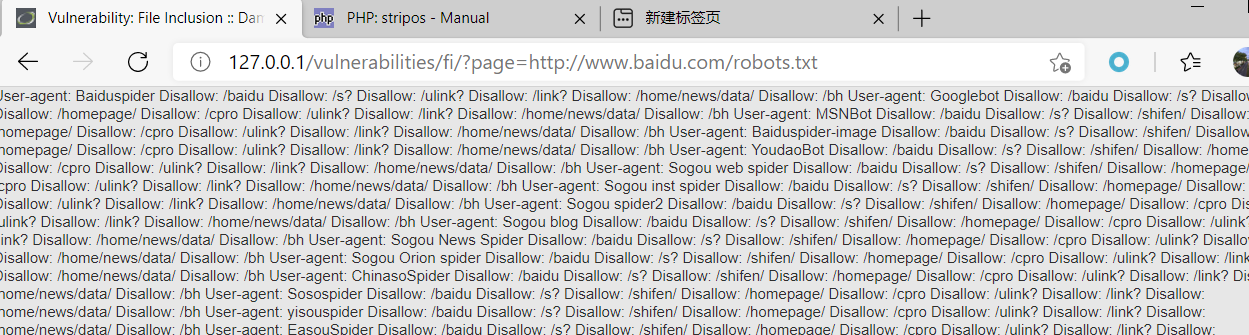 Vulnerability: File Inclusion :: Dan
php PHP: stripos - Manual
新建标签页
127.0.0.1/vulnerabilities/fi/?page=http://www.baidu.com/robots.txt
User-agent: Baiduspider Disallow: /baidu Disallow: /s? Disallow: /ulink? Disallow: /link? Disallow: /home/news/data/ Disallow: /bh User-agent: Googlebot Disallow: /baidu Disallow: /s? Disallow
Disallow: /homepage/ Disallow: /cpro Disallow: /ulink? Disallow: /link? Disallow: /home/news/data/ Disallow: /bh User-agent: MSNBot Disallow: /baidu Disallow: /s? Disallow: /shifen/ Disallow:
homepage/ Disallow: /cpro Disallow: /ulink? Disallow: /link? Disallow: /home/news/data/ Disallow: /bh User-agent: Baiduspider-image Disallow: /baidu Disallow: /s? Disallow: /shifen/ Disallow:
homepage/ Disallow: /cpro Disallow: /ulink? Disallow: /link? Disallow: /home/news/data/ Disallow: /bh User-agent: YoudaoBot Disallow: /baidu Disallow: /s? Disallow: /shifen/ Disallow: /home
Disallow: /cpro Disallow: /ulink? Disallow: /link? Disallow: /home/news/data/ Disallow: /bh User-agent: Sogou web spider Disallow: /baidu Disallow: /s? Disallow: /shifen/ Disallow: /homepage/
cpro Disallow: /ulink? Disallow: /link? Disallow: /home/news/data/ Disallow: /bh User-agent: Sogou inst spider Disallow: /baidu Disallow: /s? Disallow: /shifen/ Disallow: /homepage/ Disallow:
Disallow: /ulink? Disallow: /link? Disallow: /home/news/data/ Disallow: /bh User-agent: Sogou spider2 Disallow: /baidu Disallow: /s? Disallow: /shifen/ Disallow: /homepage/ Disallow: /cpro Dis
ulink? Disallow: /link? Disallow: /home/news/data/ Disallow: /bh User-agent: Sogou blog Disallow: /baidu Disallow: /s? Disallow: /shifen/ Disallow: /homepage/ Disallow: /cpro Disallow: /ulink?
link? Disallow: /home/news/data/ Disallow: /bh User-agent: Sogou News Spider Disallow: /baidu Disallow: /s? Disallow: /shifen/ Disallow: /homepage/ Disallow: /cpro Disallow: /ulink? Disallow
/home/news/data/ Disallow: /bh User-agent: Sogou Orion spider Disallow: /baidu Disallow: /s? Disallow: /shifen/ Disallow: /homepage/ Disallow: /cpro Disallow: /ulink? Disallow: /link
Disallow: /home/news/data/ Disallow: /bh User-agent: ChinasoSpider Disallow: /baidu Disallow: /s? Disallow: /shifen/ Disallow: /homepage/ Disallow: /cpro Disallow: /ulink? Disallow: /link? Dis
home/news/data/ Disallow: /bh User-agent: Sosospider Disallow: /baidu Disallow: /s? Disallow: /shifen/ Disallow: /homepage/ Disallow: /cpro Disallow: /ulink? Disallow: /link? Disallow:
home/news/data/ Disallow: /bh User-agent: yisouspider Disallow: /baidu Disallow: /s? Disallow: /shifen/ Disallow: /homepage/ Disallow: /cpro Disallow: /ulink? Disallow: /link? Disallow:
home/news/data/ Disallow: /bh User-agent: EasouSpider Disallow: /baidu Disallow: /s? Disallow: /shifen/ Disallow: /homepage/ Disallow: /cpro Disallow: /ulink? Disallow: /link? Disallow: